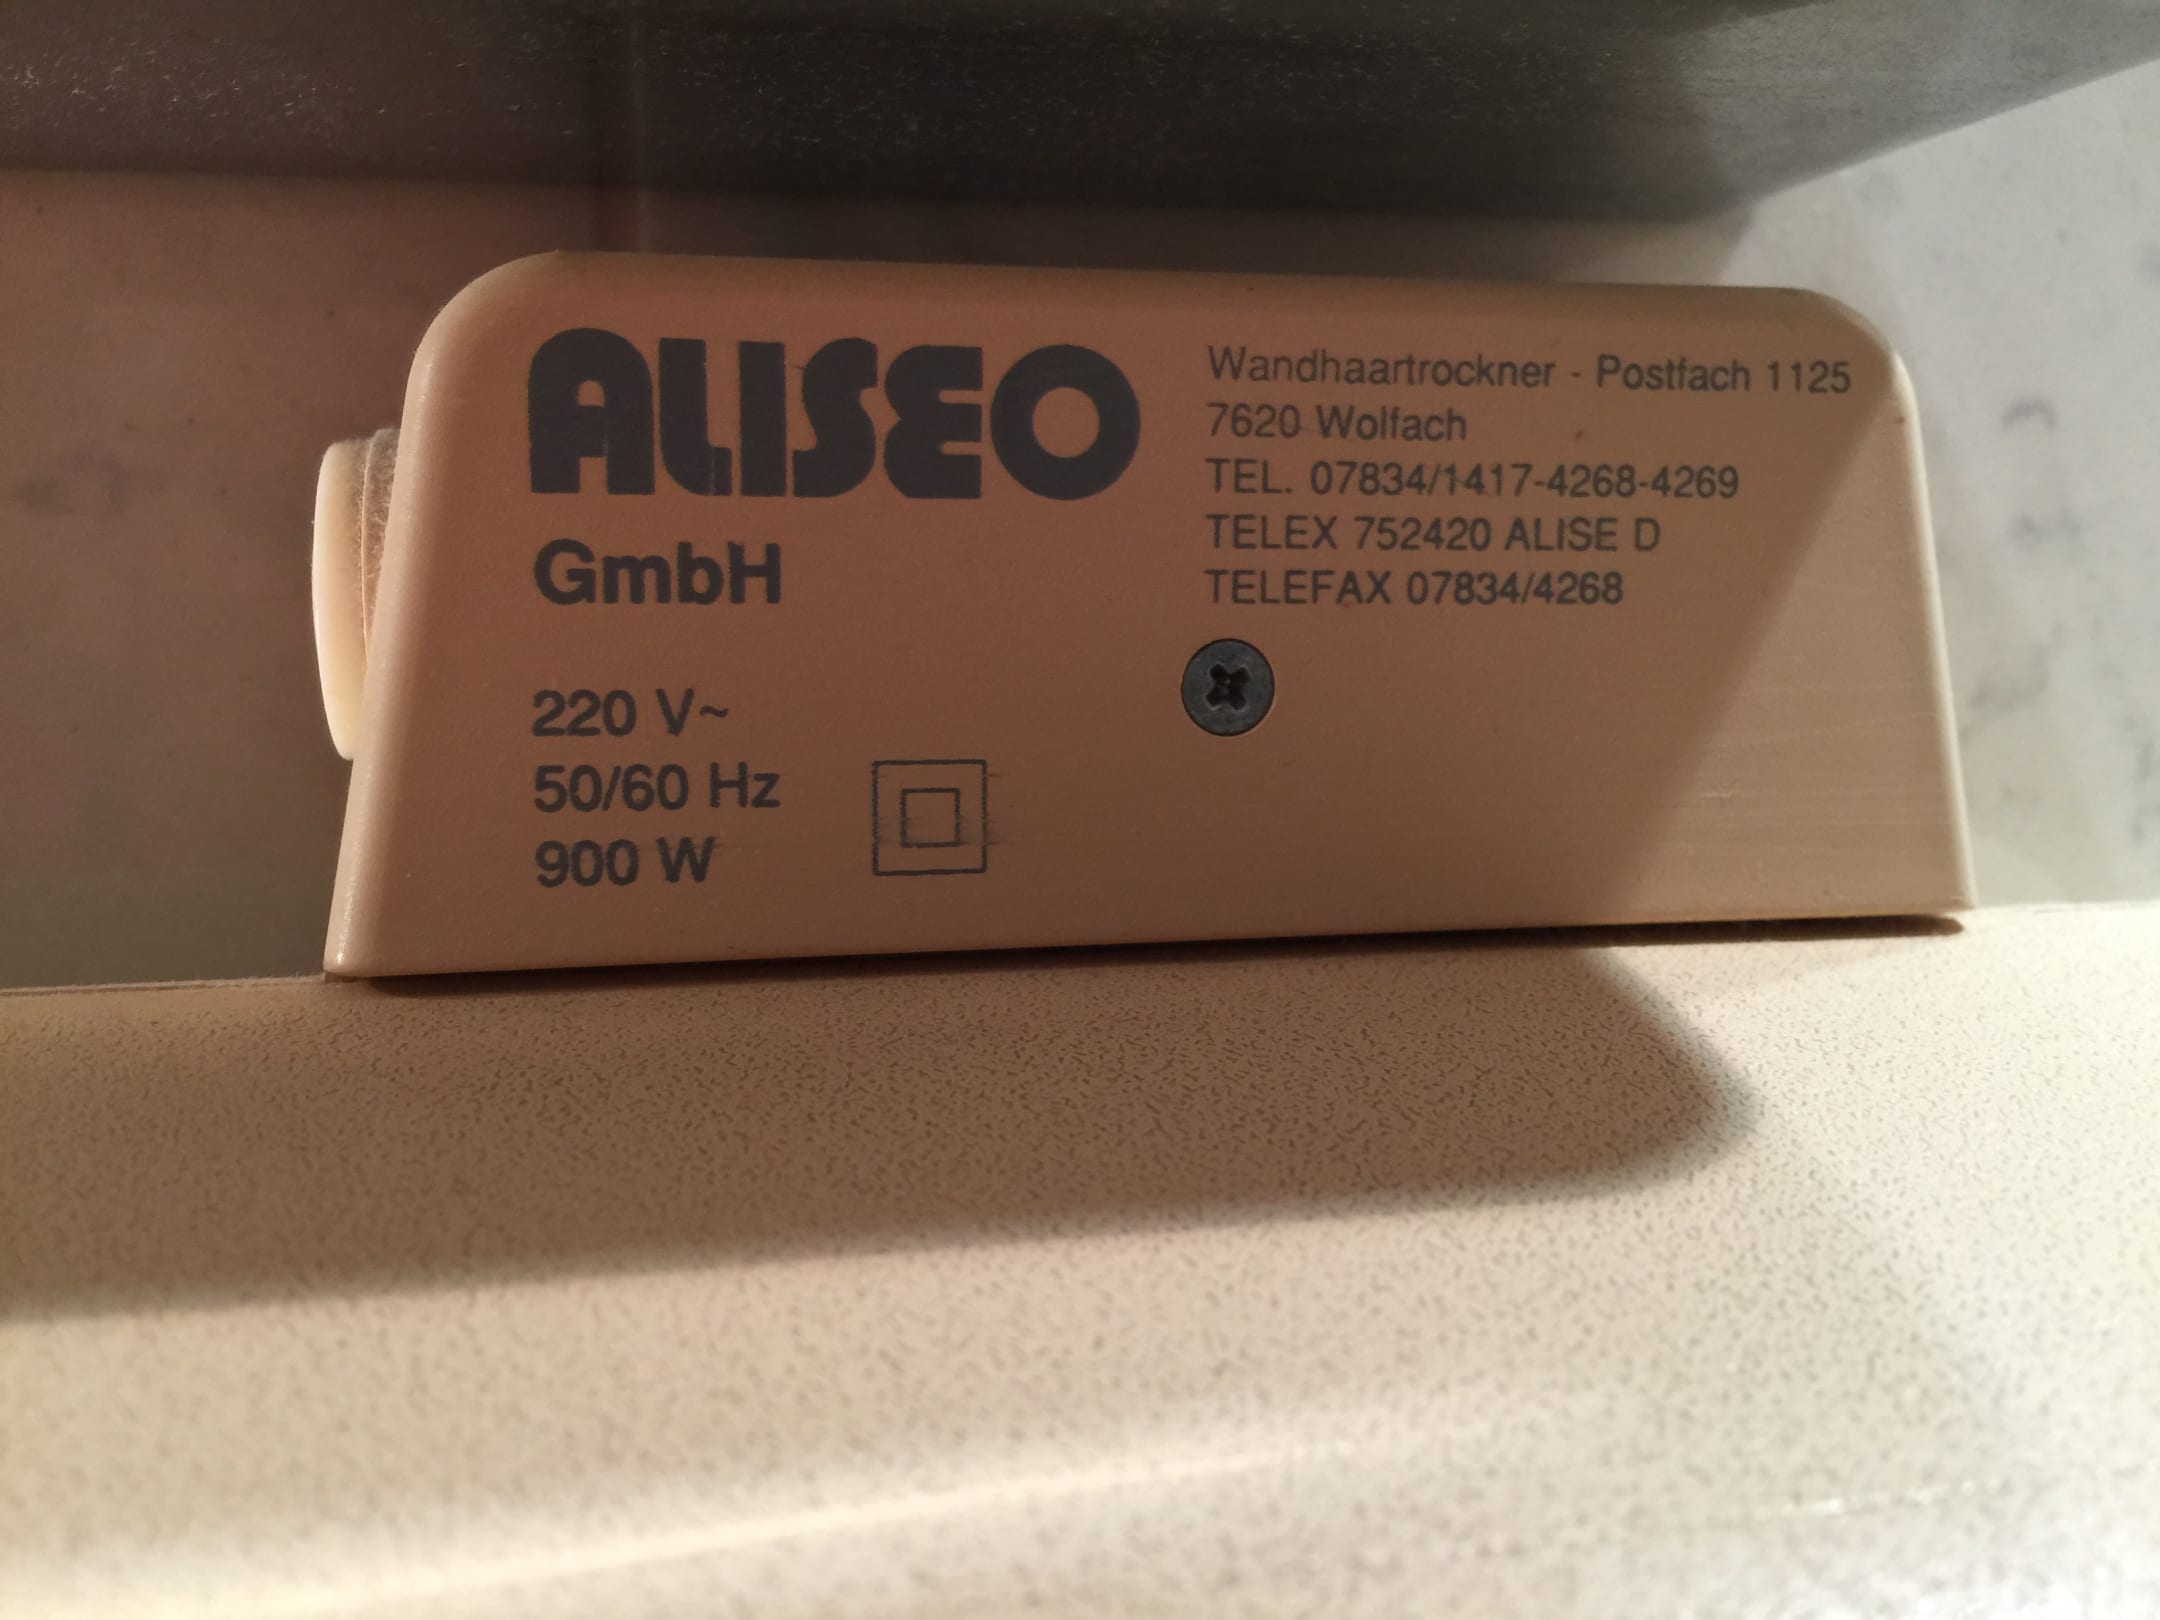 ALISEO
GmbH
220 V~
50/60 Hz
900 W
Wandhaartrockner - Postfach 1125
7620 Wolfach
TEL. 07834/1417-4268-4269
TELEX 752420 ALISE D
TELEFAX 07834/4268